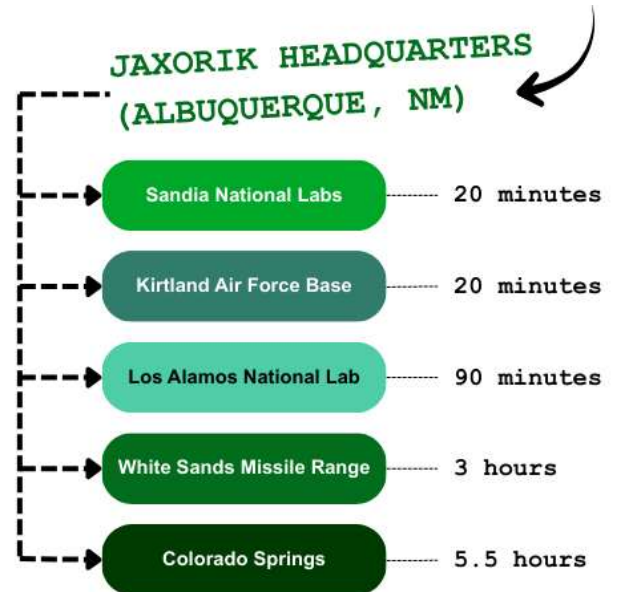 JAXORIK HEADQUARTERS
(ALBUQUERQUE, NM)
Sandia National Labs 20 minutes
Kirtland Air Force Base 20 minutes
Los Alamos National Lab 90 minutes
White Sands Missile Range 3 hours
Colorado Springs 5.5 hours